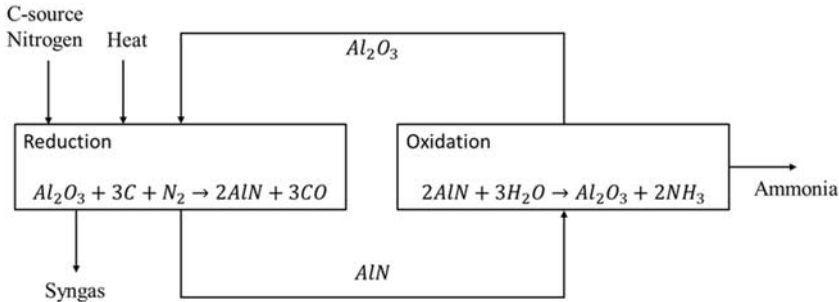 C-source
Nitrogen
Heat
Al₂O₃
Reduction
Al₂O₃ + 3C + N₂ → 2AlN + 3CO
Oxidation
2AlN + 3H₂O → Al₂O₃ + 2NH₃
Ammonia
AlN
Syngas